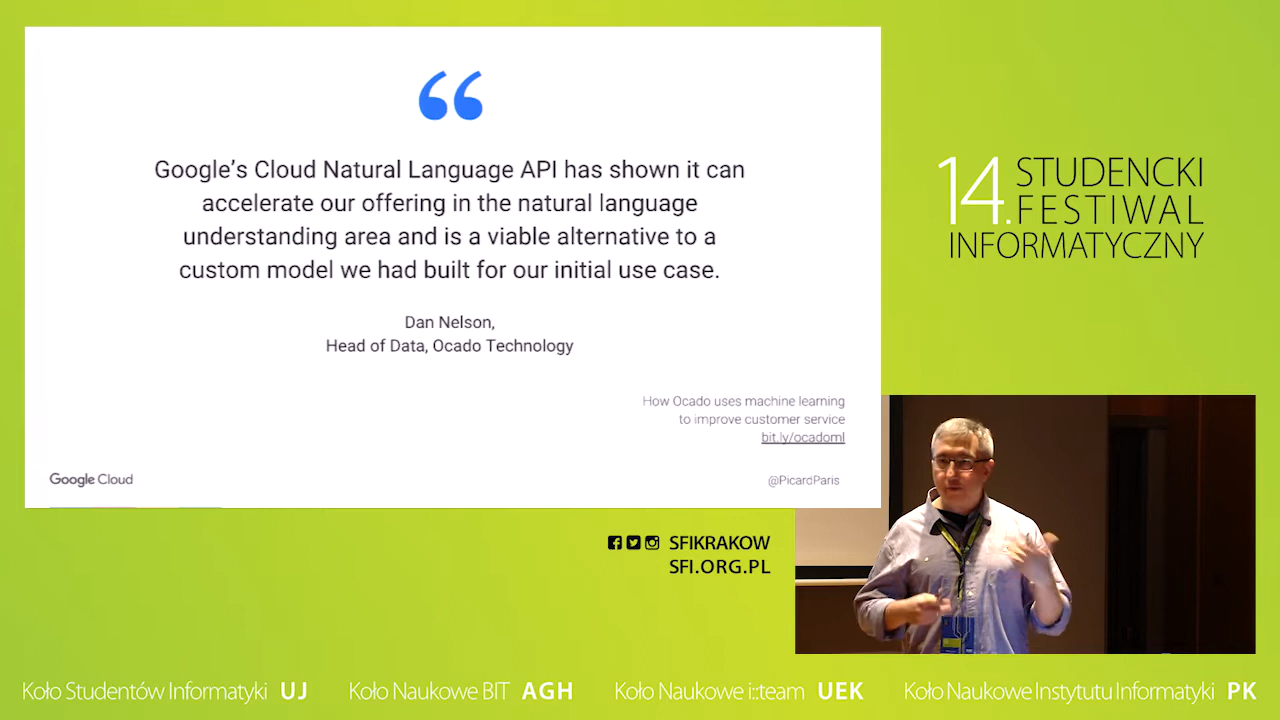 “
Google’s Cloud Natural Language API has shown it can
accelerate our offering in the natural language
understanding area and is a viable alternative to a
custom model we had built for our initial use case.
Dan Nelson,
Head of Data, Ocado Technology
How Ocado uses machine learning
to improve customer service
bit.ly/ocadoml
Google Cloud
@PicardParis
14. STUDENCKI
FESTIWAL
INFORMATYCZNY
SFIKRAKOW
SFI.ORG.PL
Koło Studentów Informatyki UJ
Koło Naukowe BIT AGH
Koło Naukowe i::team UEK
Koło Naukowe Instytutu Informatyki PK